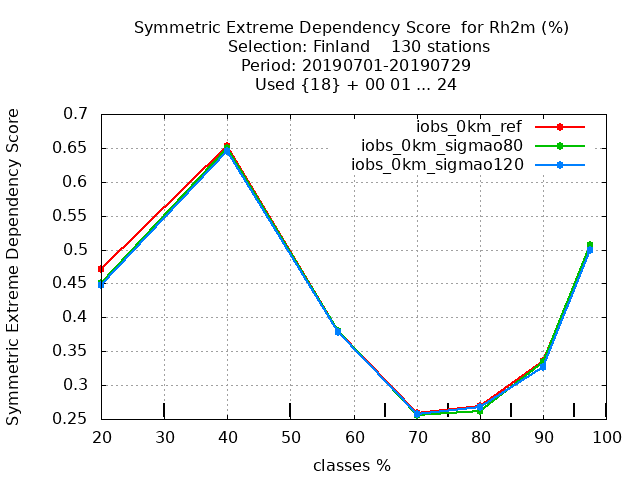 Symmetric Extreme Dependency Score  for Rh2m (%)
Selection: Finland    130 stations
Period: 20190701-20190729
Used {18} + 00 01 ... 24
iobs_0km_ref
iobs_0km_sigmao80
iobs_0km_sigmao120
Symmetric Extreme Dependency Score
0.7
0.65
0.6
0.55
0.5
0.45
0.4
0.35
0.3
0.25
20 30 40 50 60 70 80 90 100
classes %